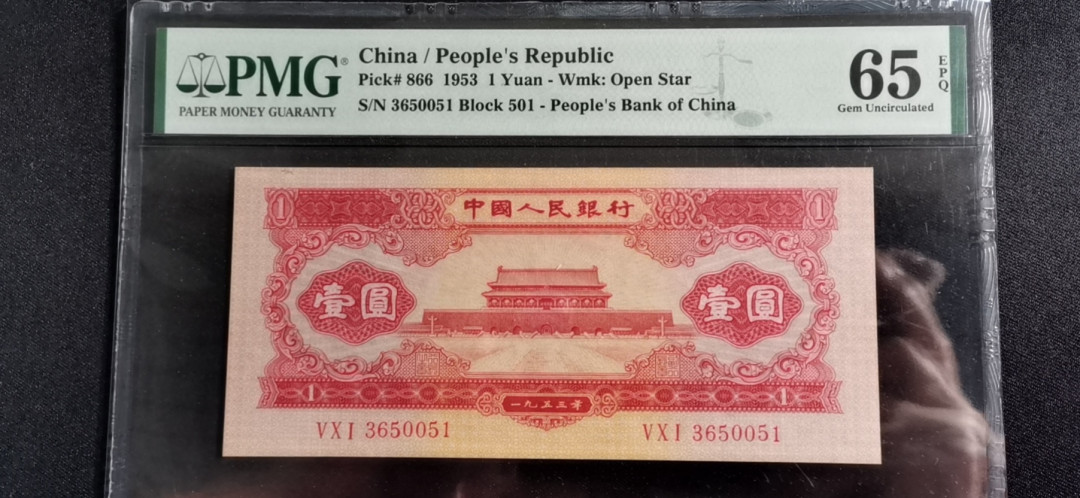 PMG®
PAPER MONEY GUARANTY
China / People's Republic
Pick# 866 1953 1 Yuan - Wmk: Open Star
S/N 3650051 Block 501 - People's Bank of China
65
EPQ
Gem Uncirculated
1 中國人民銀行 1
壹圓 壹圓
1 一九五三年 1
VXI 3650051 VXI 3650051